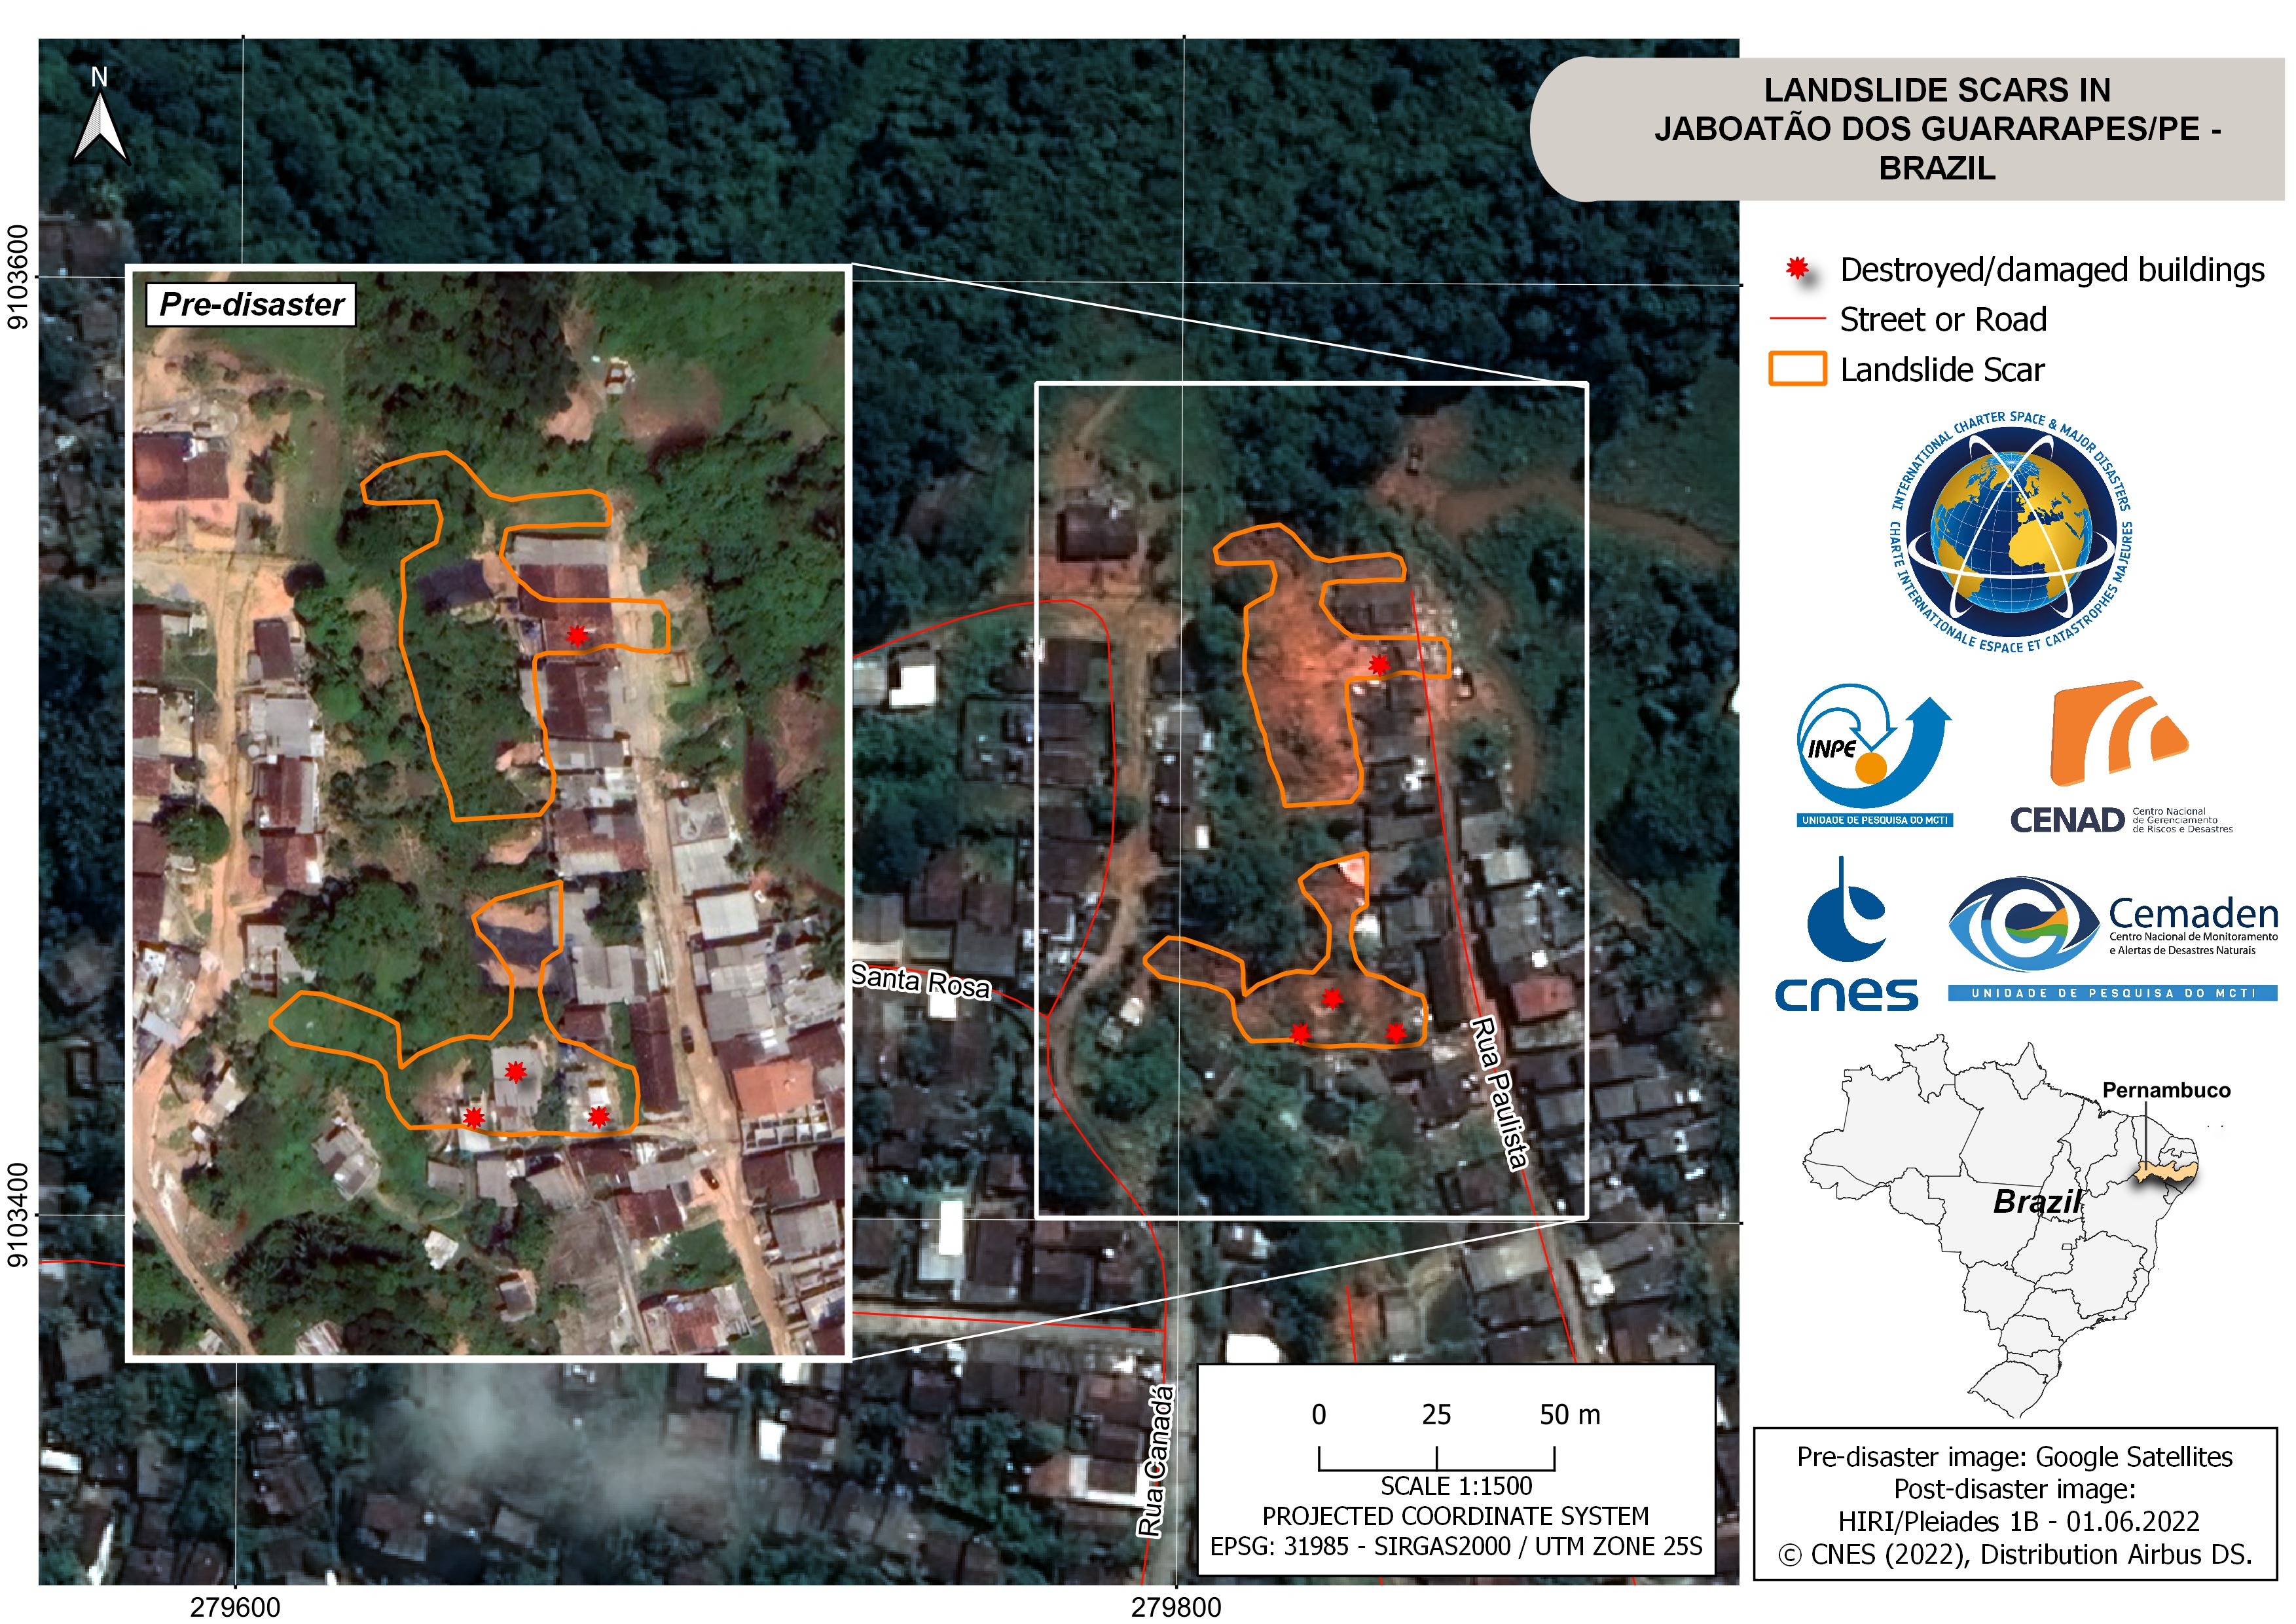 LANDSLIDE SCARS IN
JABOATÃO DOS GUARARAPES/PE -
BRAZIL
N
9103600
9103400
279600
279800
Pre-disaster
Santa Rosa
Rua Paulista
Rua Canadá
0 25 50 m
SCALE 1:1500
PROJECTED COORDINATE SYSTEM
EPSG: 31985 - SIRGAS2000 / UTM ZONE 25S
Destroyed/damaged buildings
Street or Road
Landslide Scar
INTERNATIONAL CHARTER SPACE & MAJOR DISASTERS
CHARTE INTERNATIONALE ESPACE ET CATASTROPHES MAJEURES
INPE
UNIDADE DE PESQUISA DO MCTI
CENAD
Centro Nacional
de Gerenciamento
de Riscos e Desastres
cnes
Cemaden
Centro Nacional de Monitoramento
e Alertas de Desastres Naturais
UNIDADE DE PESQUISA DO MCTI
Pernambuco
Brazil
Pre-disaster image: Google Satellites
Post-disaster image:
HIRI/Pleiades 1B - 01.06.2022
© CNES (2022), Distribution Airbus DS.